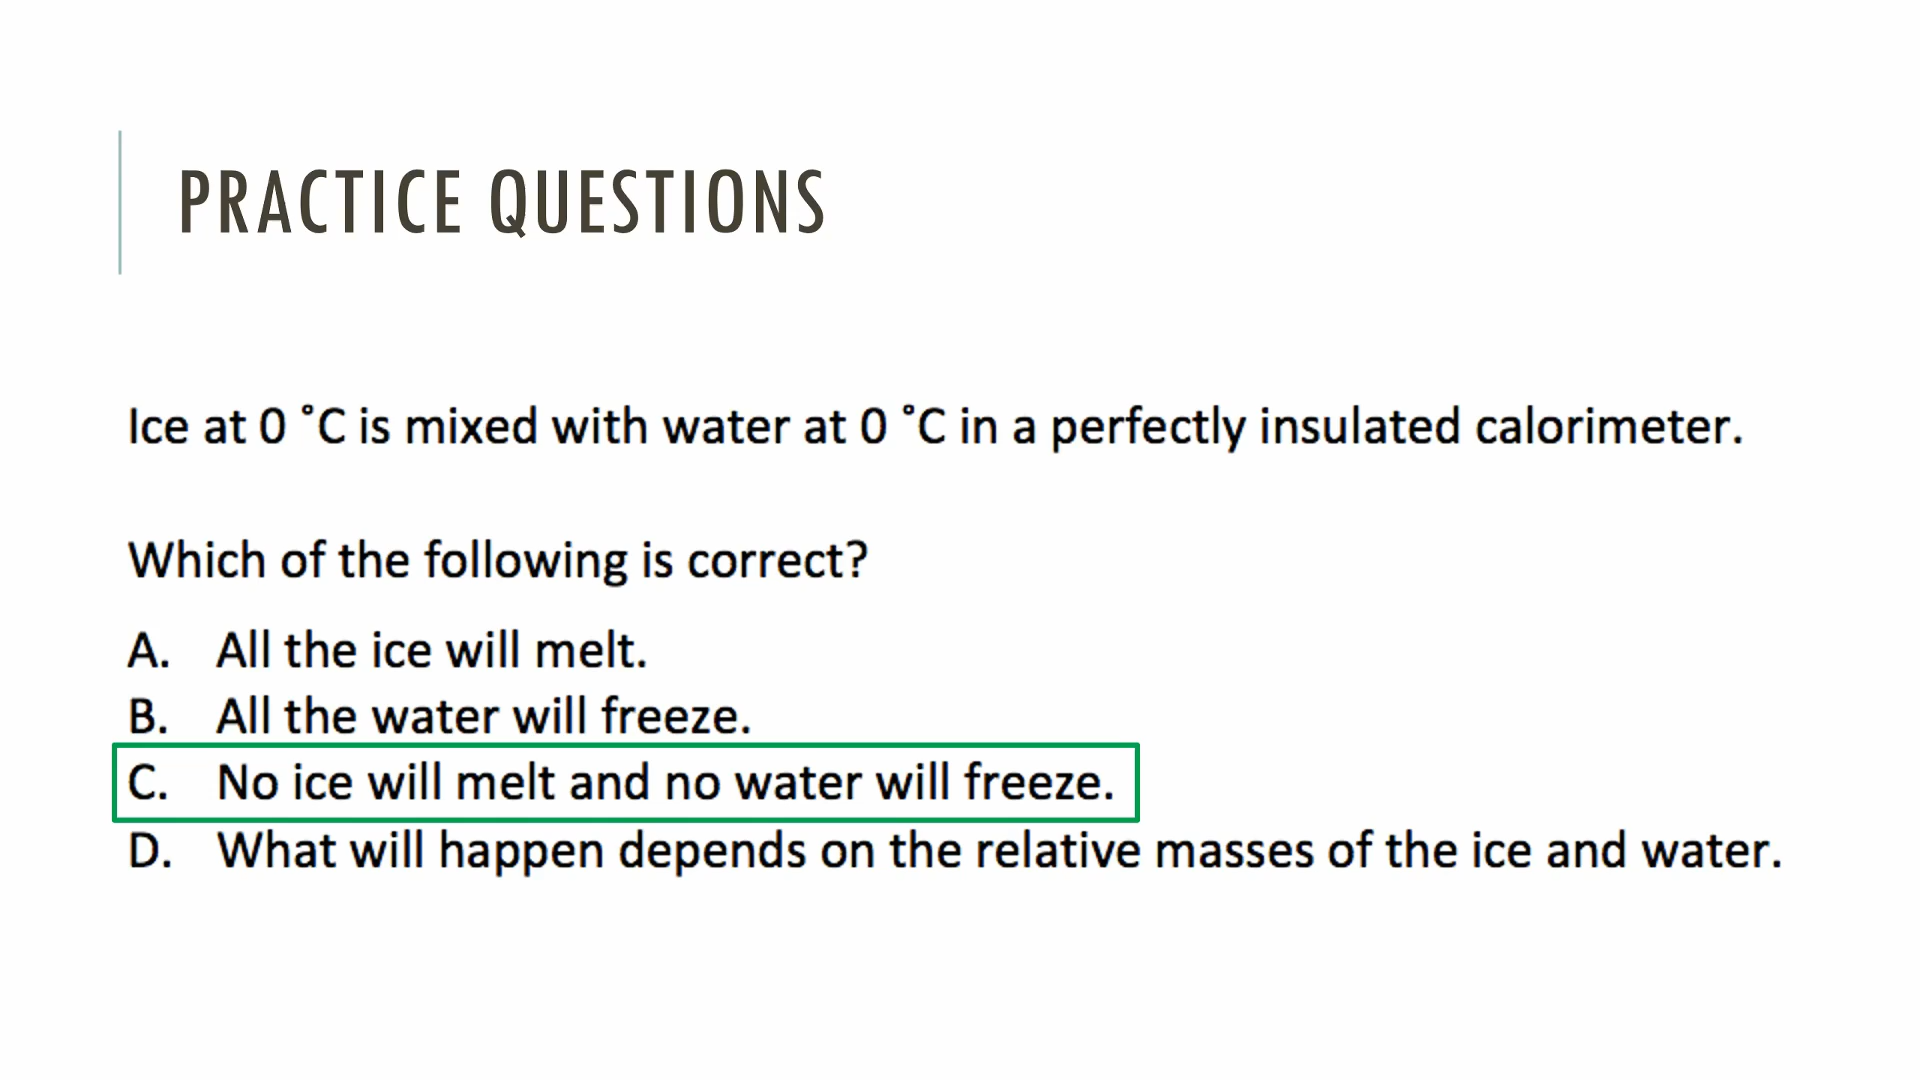 PRACTICE QUESTIONS
Ice at 0 ˚C is mixed with water at 0 ˚C in a perfectly insulated calorimeter.
Which of the following is correct?
A. All the ice will melt.
B. All the water will freeze.
C. No ice will melt and no water will freeze.
D. What will happen depends on the relative masses of the ice and water.